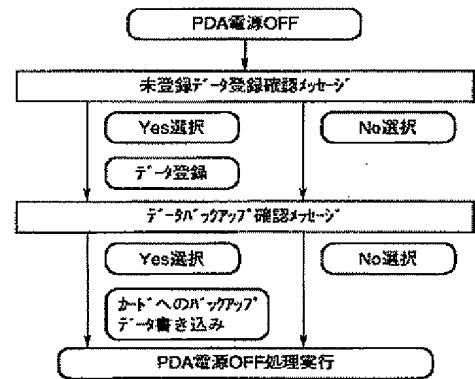 PDA電源OFF
未登録ﾃﾞｰﾀ登録確認ﾒｯｾｰｼﾞ
Yes選択
No選択
ﾃﾞｰﾀ登録
ﾃﾞｰﾀﾊﾞｯｸｱｯﾌﾟ確認ﾒｯｾｰｼﾞ
Yes選択
No選択
ｶｰﾄﾞへのﾊﾞｯｸｱｯﾌﾟ
ﾃﾞｰﾀ書き込み
PDA電源OFF処理実行